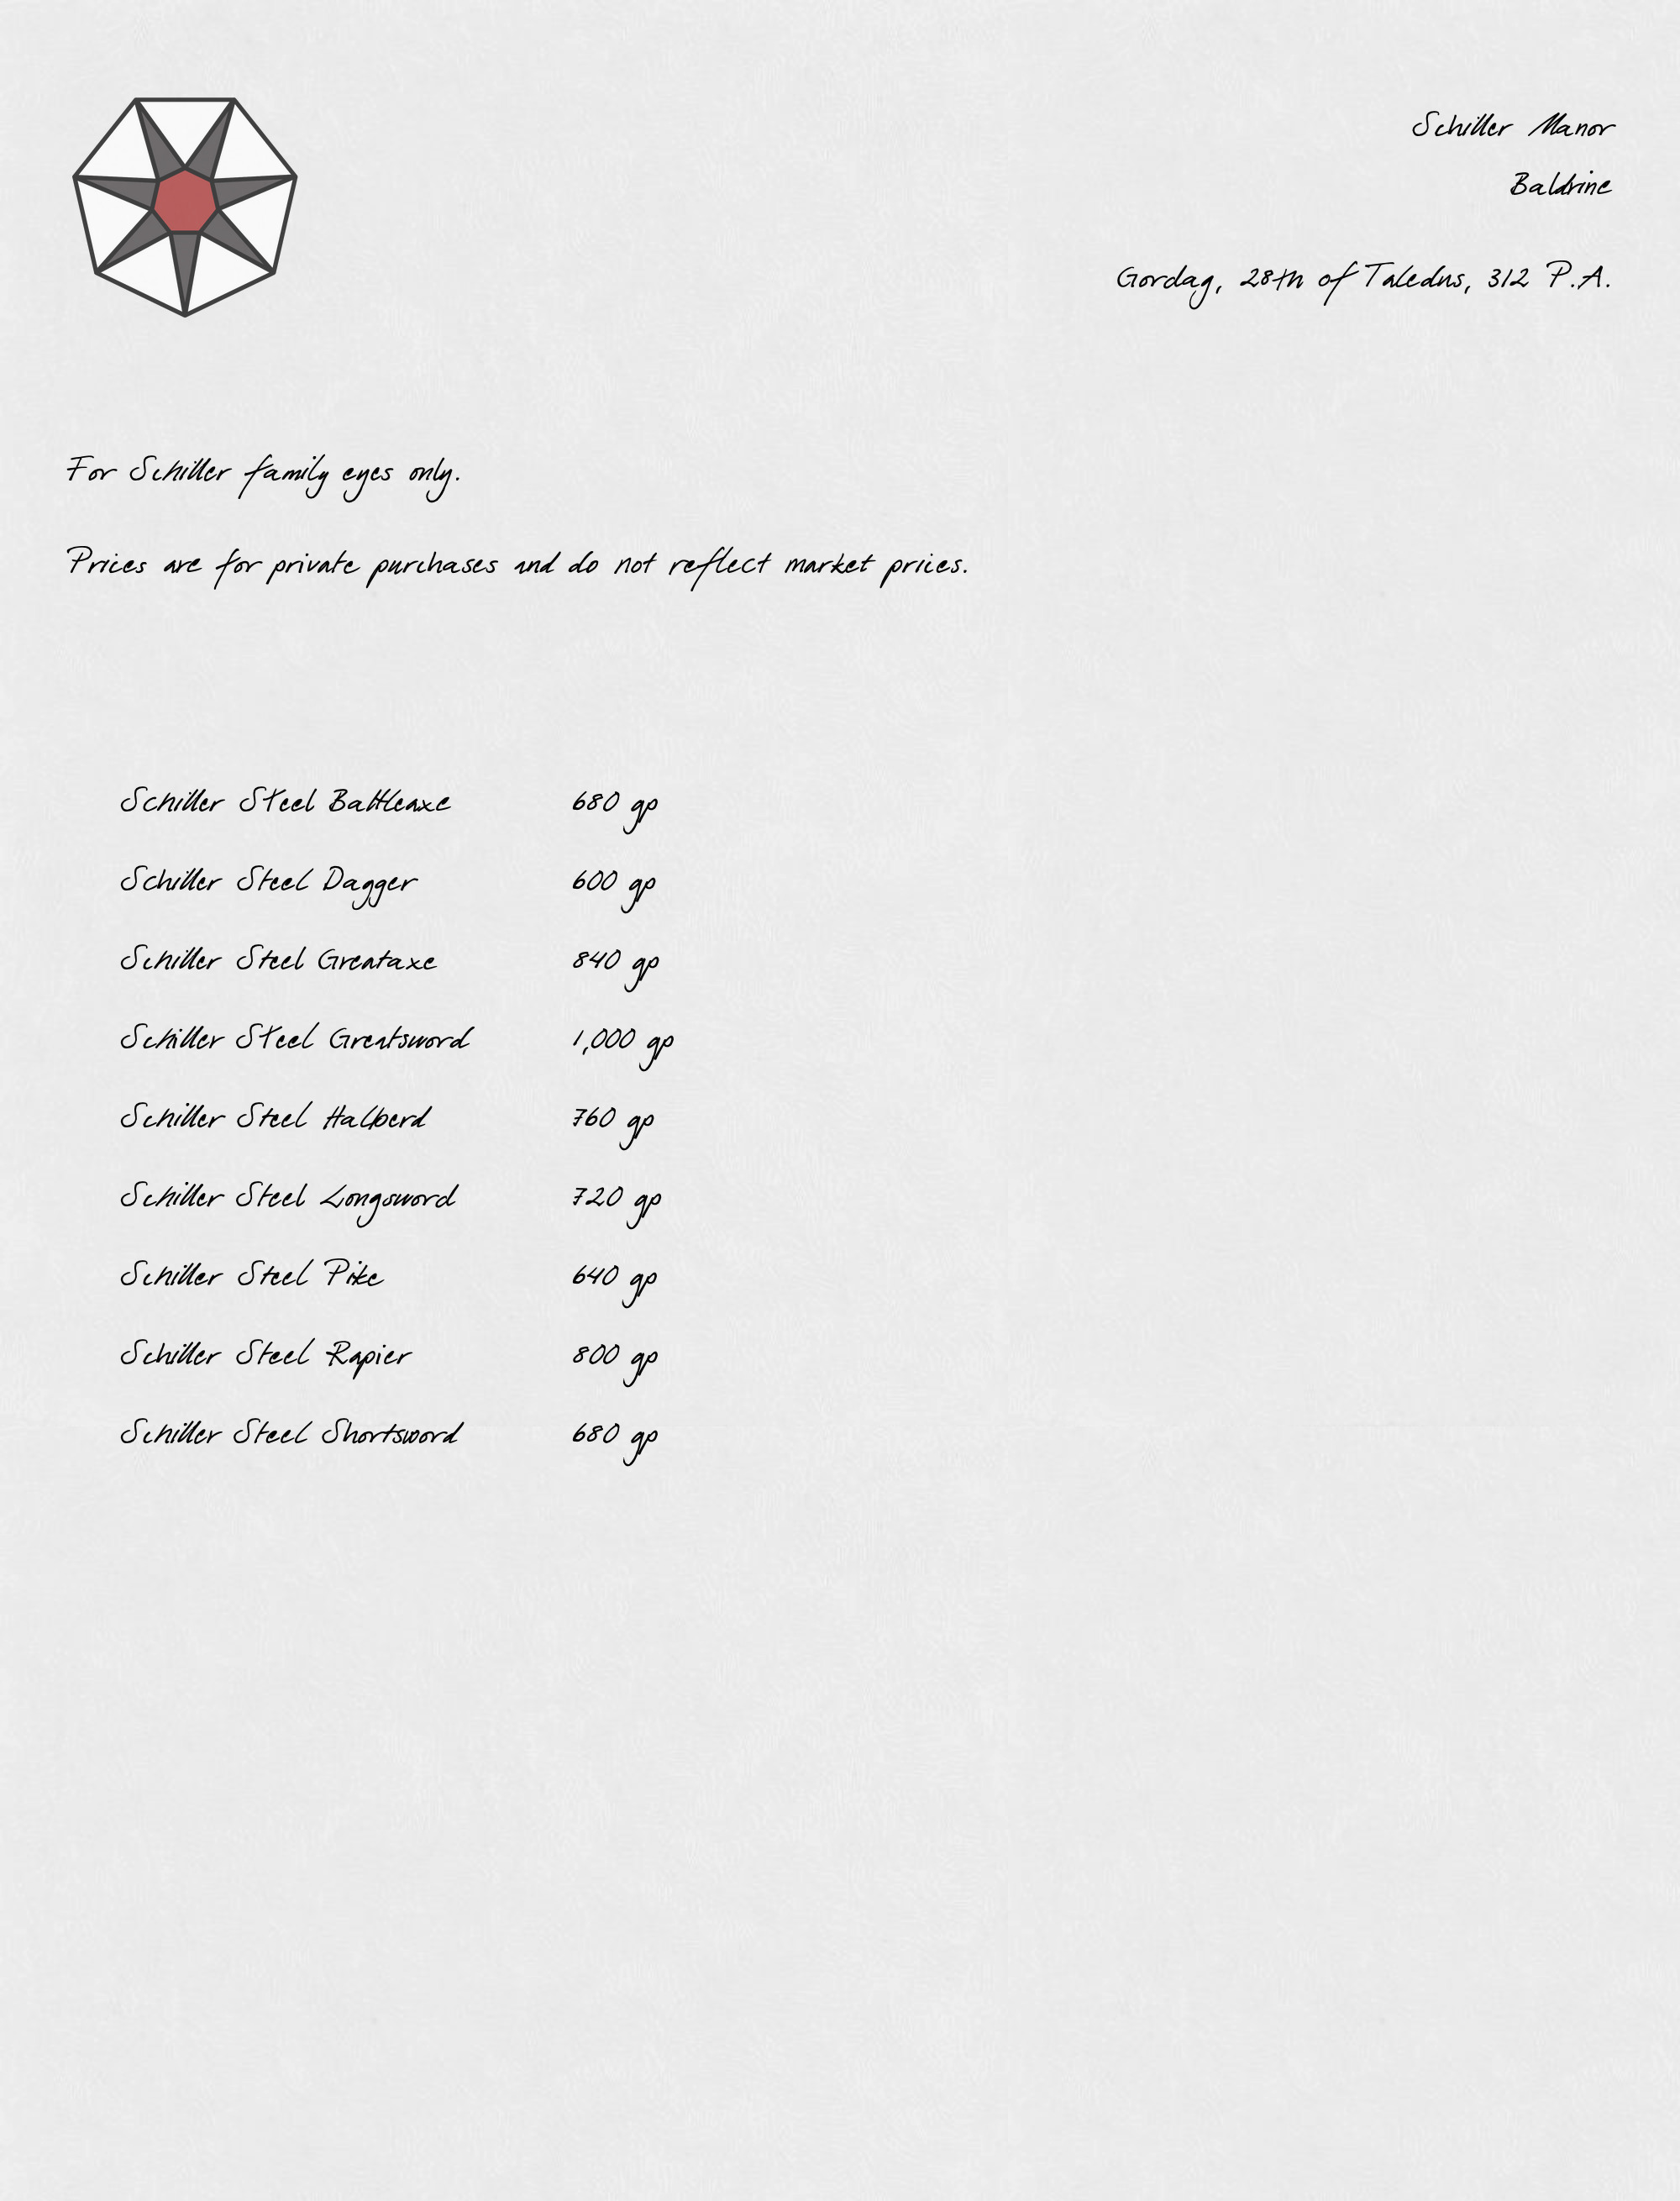 Schiller Manor
Baldrine
Gordag, 28th of Taledus, 312 P.A.
For Schiller family eyes only.
Prices are for private purchases and do not reflect market prices.
Schiller Steel Battleaxe 680 gp
Schiller Steel Dagger 600 gp
Schiller Steel Greataxe 840 gp
Schiller Steel Greatsword 1,000 gp
Schiller Steel Halberd 760 gp
Schiller Steel Longsword 720 gp
Schiller Steel Pike 640 gp
Schiller Steel Rapier 800 gp
Schiller Steel Shortsword 680 gp